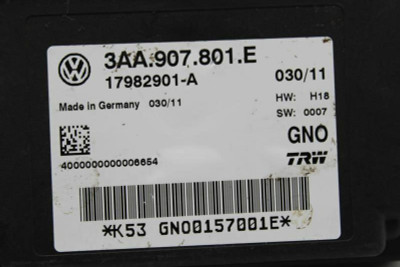 3AA.907.801.E
17982901-A
030/11
Made in Germany 030/11
HW: H18
SW: 0007
GNO
4000000000006654
TRW
*K53 GNO0157001E*